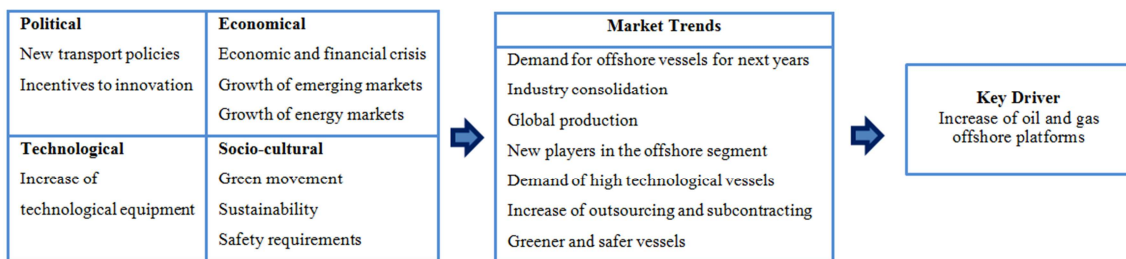 Political
New transport policies
Incentives to innovation
Economical
Economic and financial crisis
Growth of emerging markets
Growth of energy markets
Technological
Increase of
technological equipment
Socio-cultural
Green movement
Sustainability
Safety requirements
Market Trends
Demand for offshore vessels for next years
Industry consolidation
Global production
New players in the offshore segment
Demand of high technological vessels
Increase of outsourcing and subcontracting
Greener and safer vessels
Key Driver
Increase of oil and gas
offshore platforms